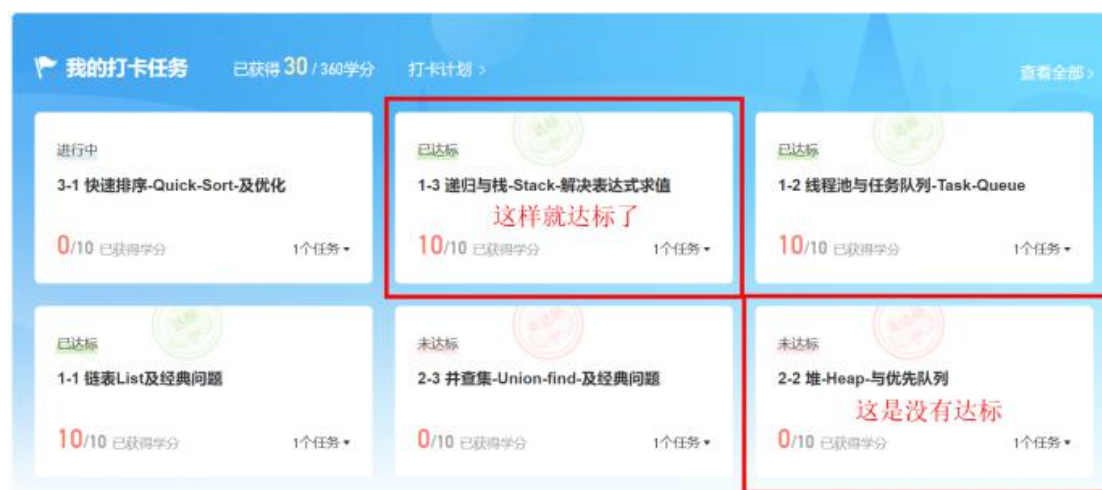 我的打卡任务 已获得30/360学分 打卡计划 > 查看全部 >
进行中
3-1 快速排序-Quick-Sort-及优化
0/10 已获得学分 1个任务▾
已达标
1-3 递归与栈-Stack-解决表达式求值
这样就达标了
10/10 已获得学分 1个任务▾
已达标
1-2 线程池与任务队列-Task-Queue
10/10 已获得学分 1个任务▾
已达标
1-1 链表List及经典问题
10/10 已获得学分 1个任务▾
未达标
2-3 并查集-Union-find-及经典问题
0/10 已获得学分 1个任务▾
未达标
2-2 堆-Heap-与优先队列
这是没有达标
0/10 已获得学分 1个任务▾